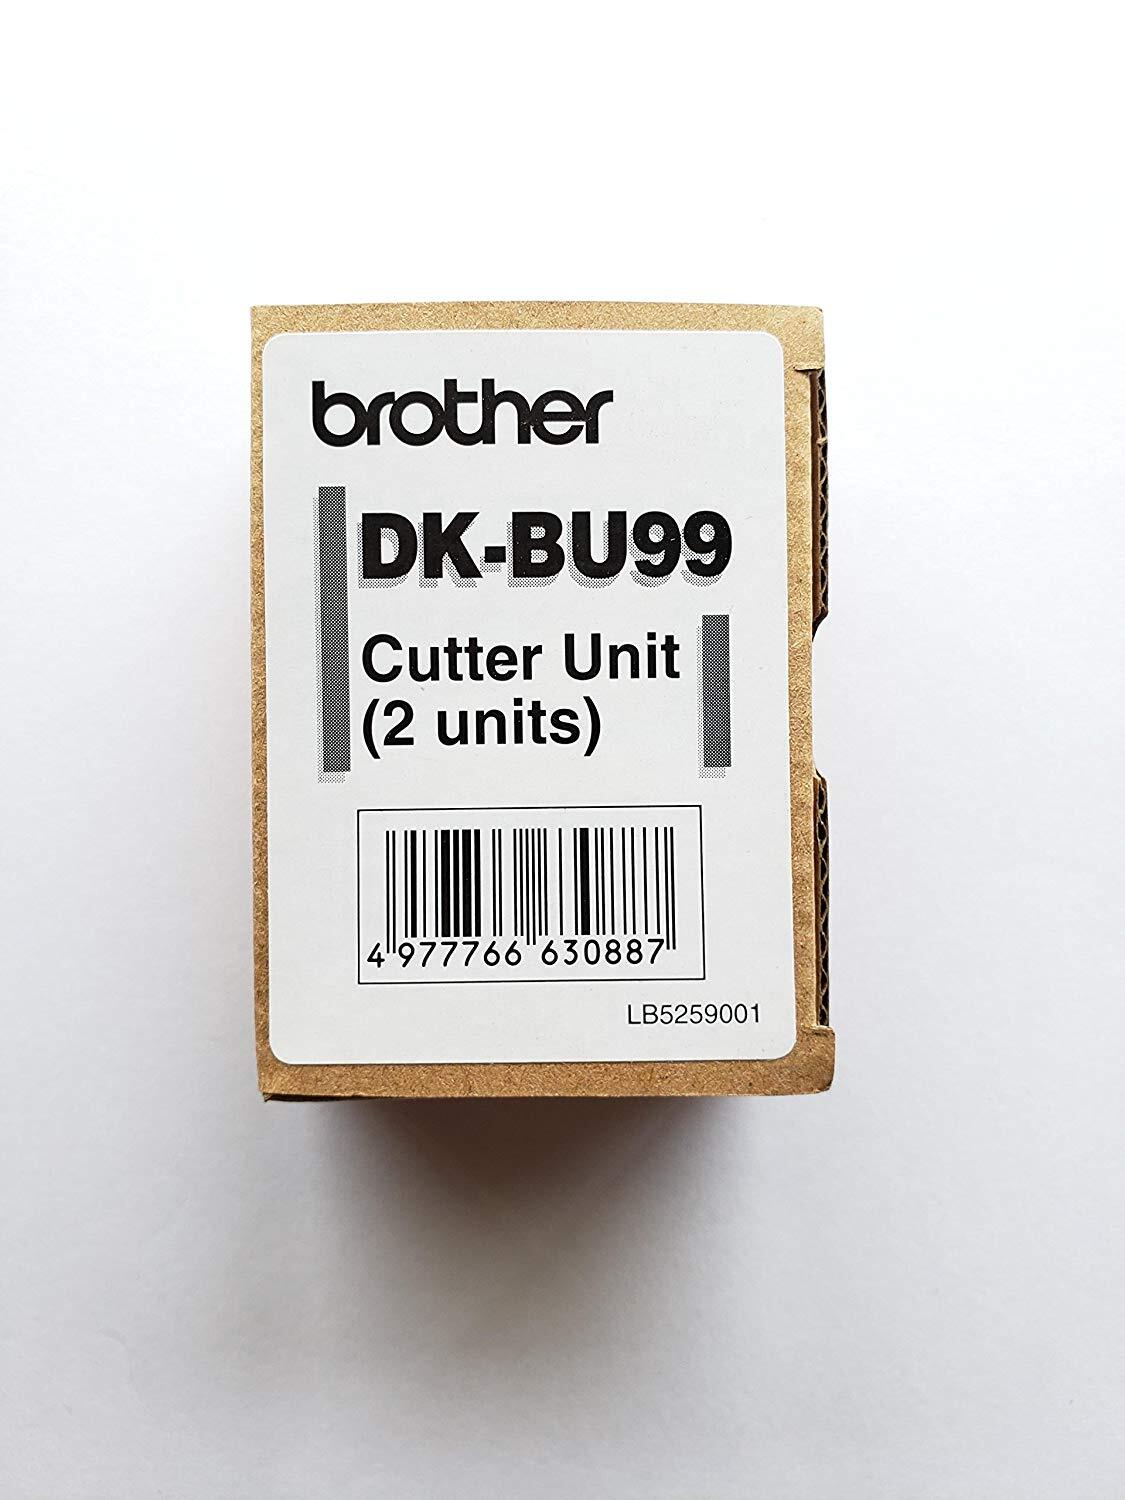 brother
DK-BU99
Cutter Unit
(2 units)
4 977766 630887
LB5259001